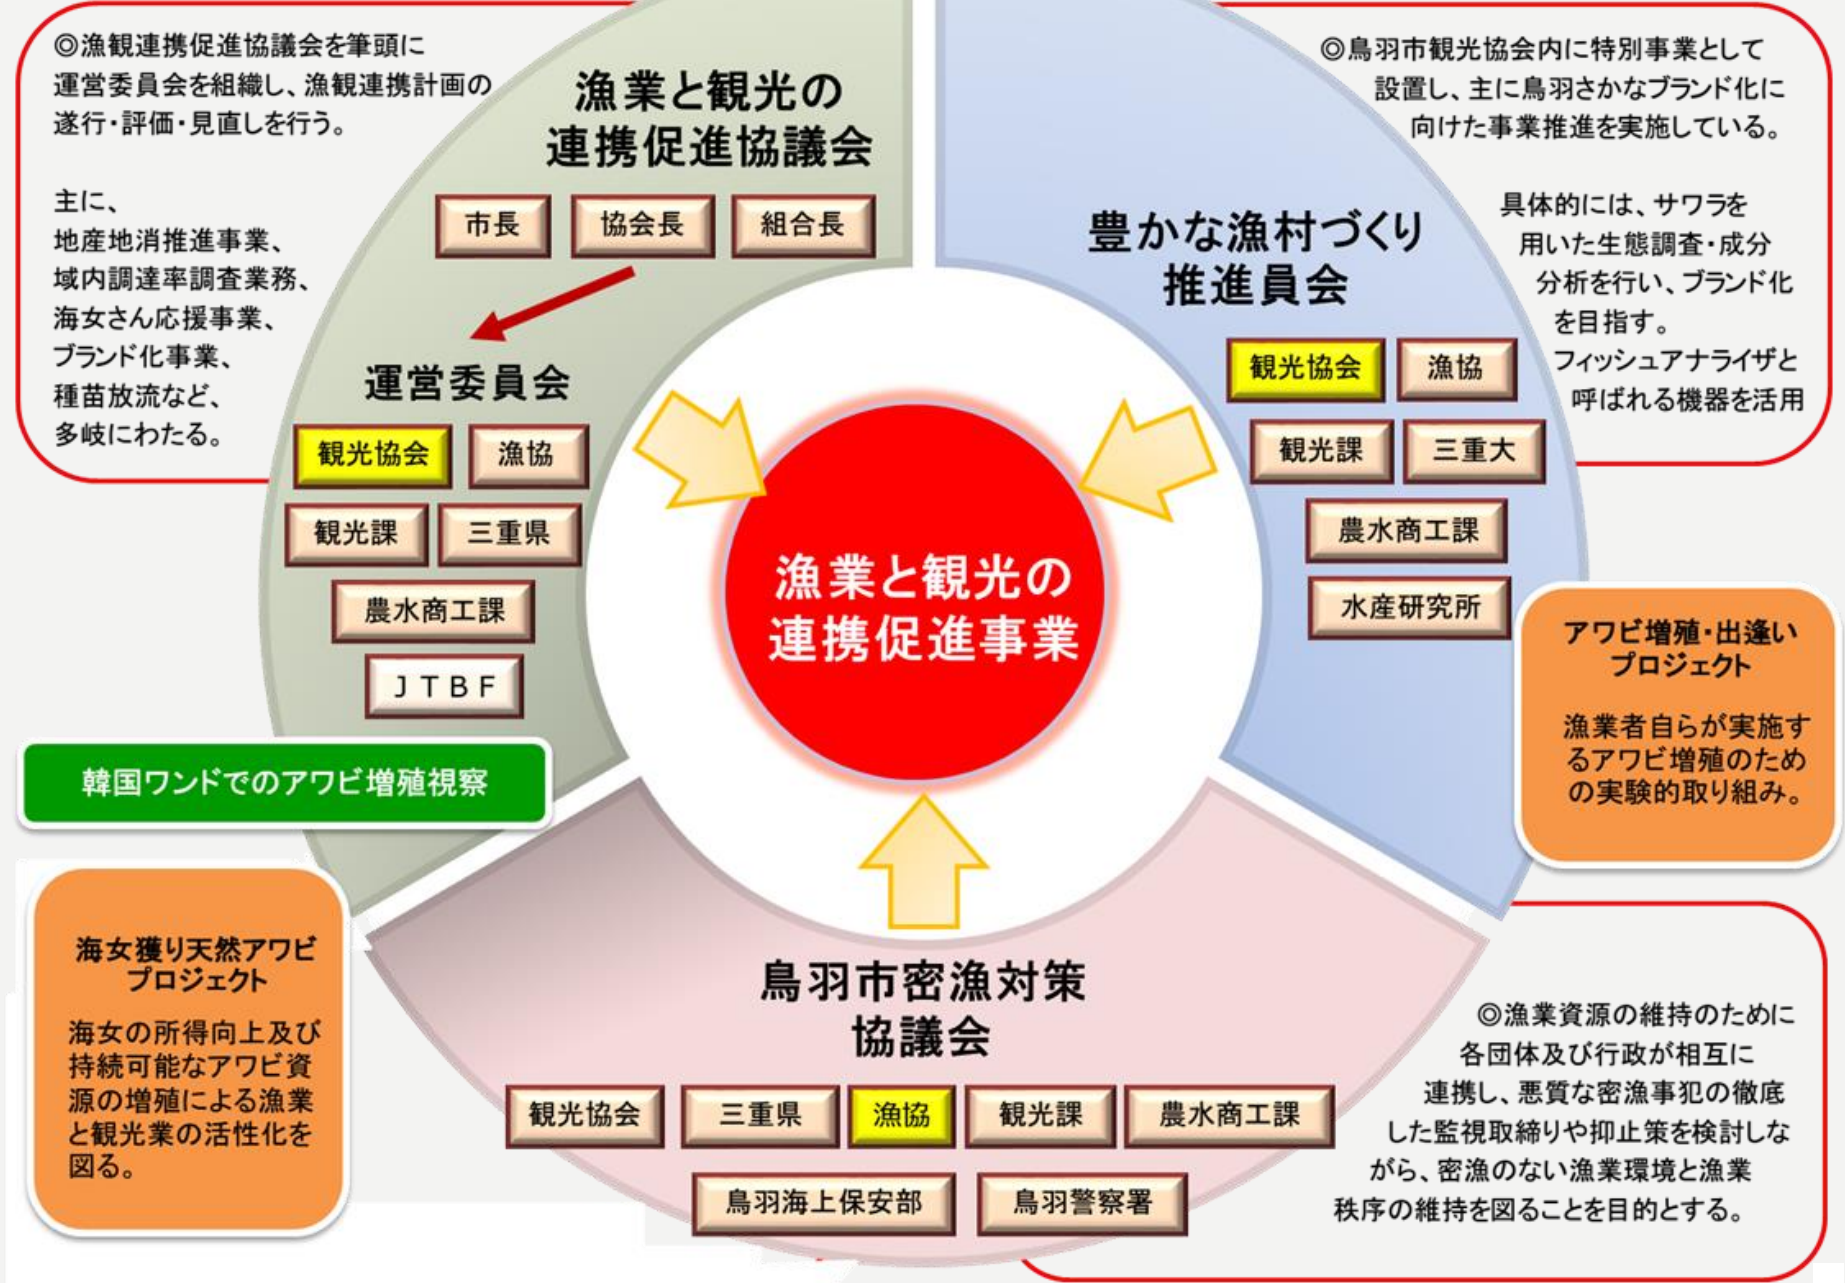 ◎漁観連携促進協議会を筆頭に
運営委員会を組織し、漁観連携計画の
遂行・評価・見直しを行う。
主に、
地産地消推進事業、
域内調達率調査業務、
海女さん応援事業、
ブランド化事業、
種苗放流など、
多岐にわたる。
漁業と観光の
連携促進協議会
市長
協会長
組合長
運営委員会
観光協会
漁協
観光課
三重県
農水商工課
JTBF
◎鳥羽市観光協会内に特別事業として
設置し、主に鳥羽さかなブランド化に
向けた事業推進を実施している。
具体的には、サワラを
用いた生態調査・成分
分析を行い、ブランド化
を目指す。
フィッシュアナライザと
呼ばれる機器を活用
豊かな漁村づくり
推進員会
観光協会
漁協
観光課
三重大
農水商工課
水産研究所
漁業と観光の
連携促進事業
アワビ増殖・出逢い
プロジェクト
漁業者自らが実施す
るアワビ増殖のため
の実験的取り組み。
韓国ワンドでのアワビ増殖視察
海女獲り天然アワビ
プロジェクト
海女の所得向上及び
持続可能なアワビ資
源の増殖による漁業
と観光業の活性化を
図る。
鳥羽市密漁対策
協議会
観光協会
三重県
漁協
観光課
農水商工課
鳥羽海上保安部
鳥羽警察署
◎漁業資源の維持のために
各団体及び行政が相互に
連携し、悪質な密漁事犯の徹底
した監視取締りや抑止策を検討しな
がら、密漁のない漁業環境と漁業
秩序の維持を図ることを目的とする。